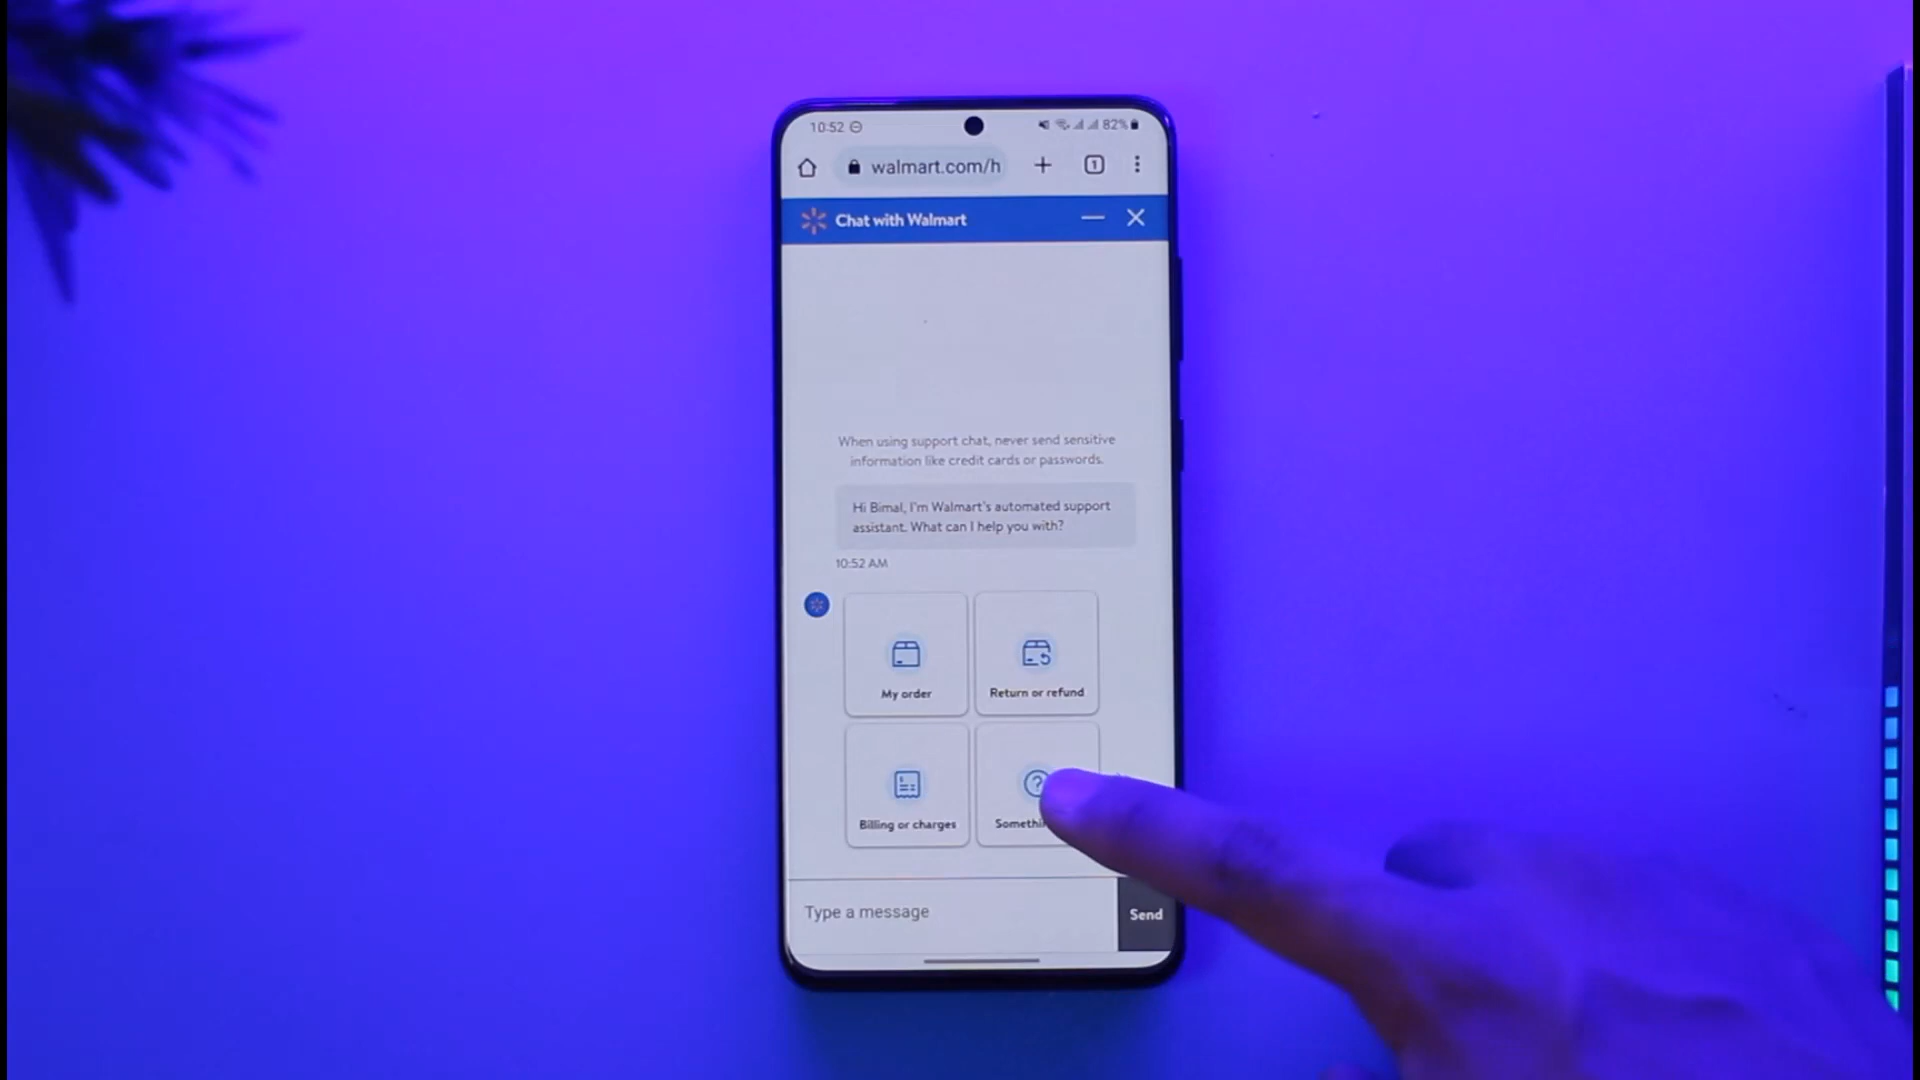 10:52
82%
walmart.com/h
1
Chat with Walmart
When using support chat, never send sensitive
information like credit cards or passwords.
Hi Bimal, I'm Walmart's automated support
assistant. What can I help you with?
10:52 AM
My order
Return or refund
Billing or charges
Type a message
Send